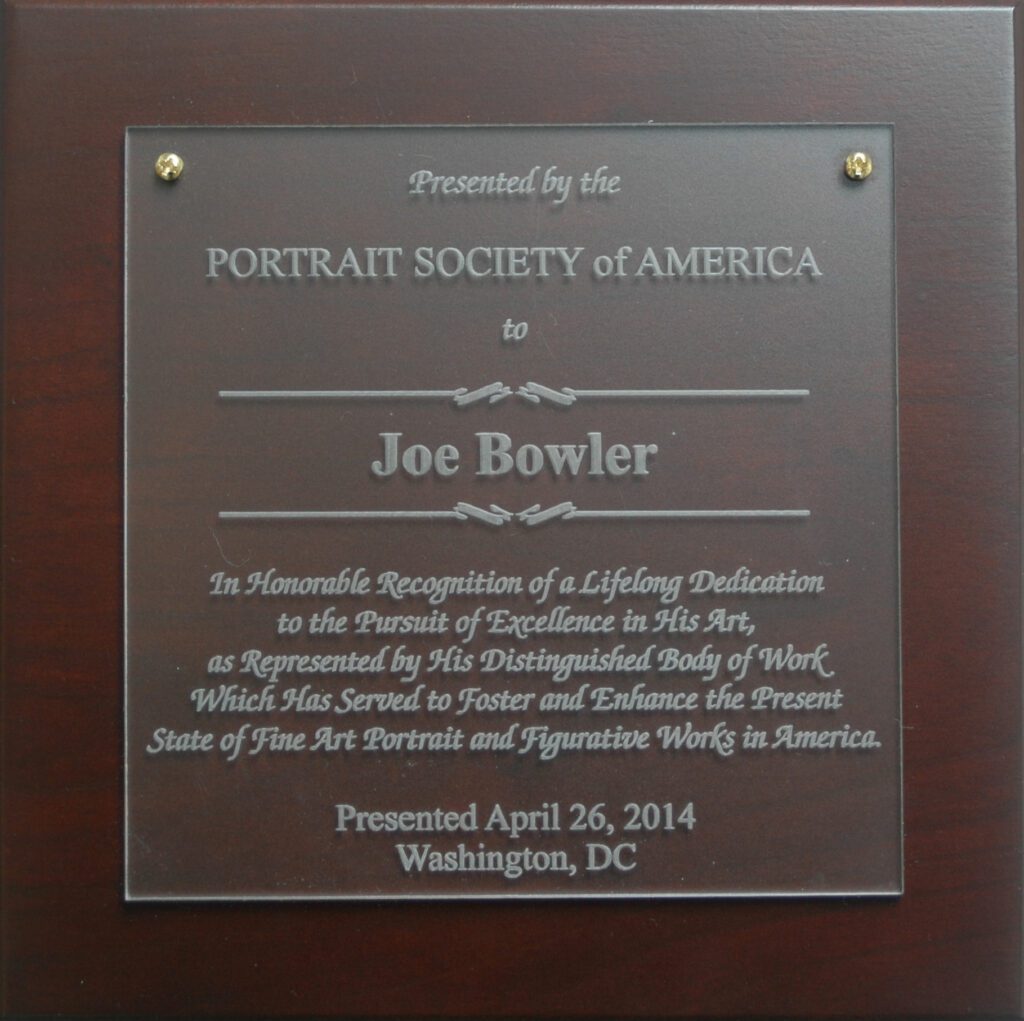 Presented by the
PORTRAIT SOCIETY of AMERICA
to
Joe Bowler
In Honorable Recognition of a Lifelong Dedication
to the Pursuit of Excellence in His Art,
as Represented by His Distinguished Body of Work
Which Has Served to Foster and Enhance the Present
State of Fine Art Portrait and Figurative Works in America.
Presented April 26, 2014
Washington, DC